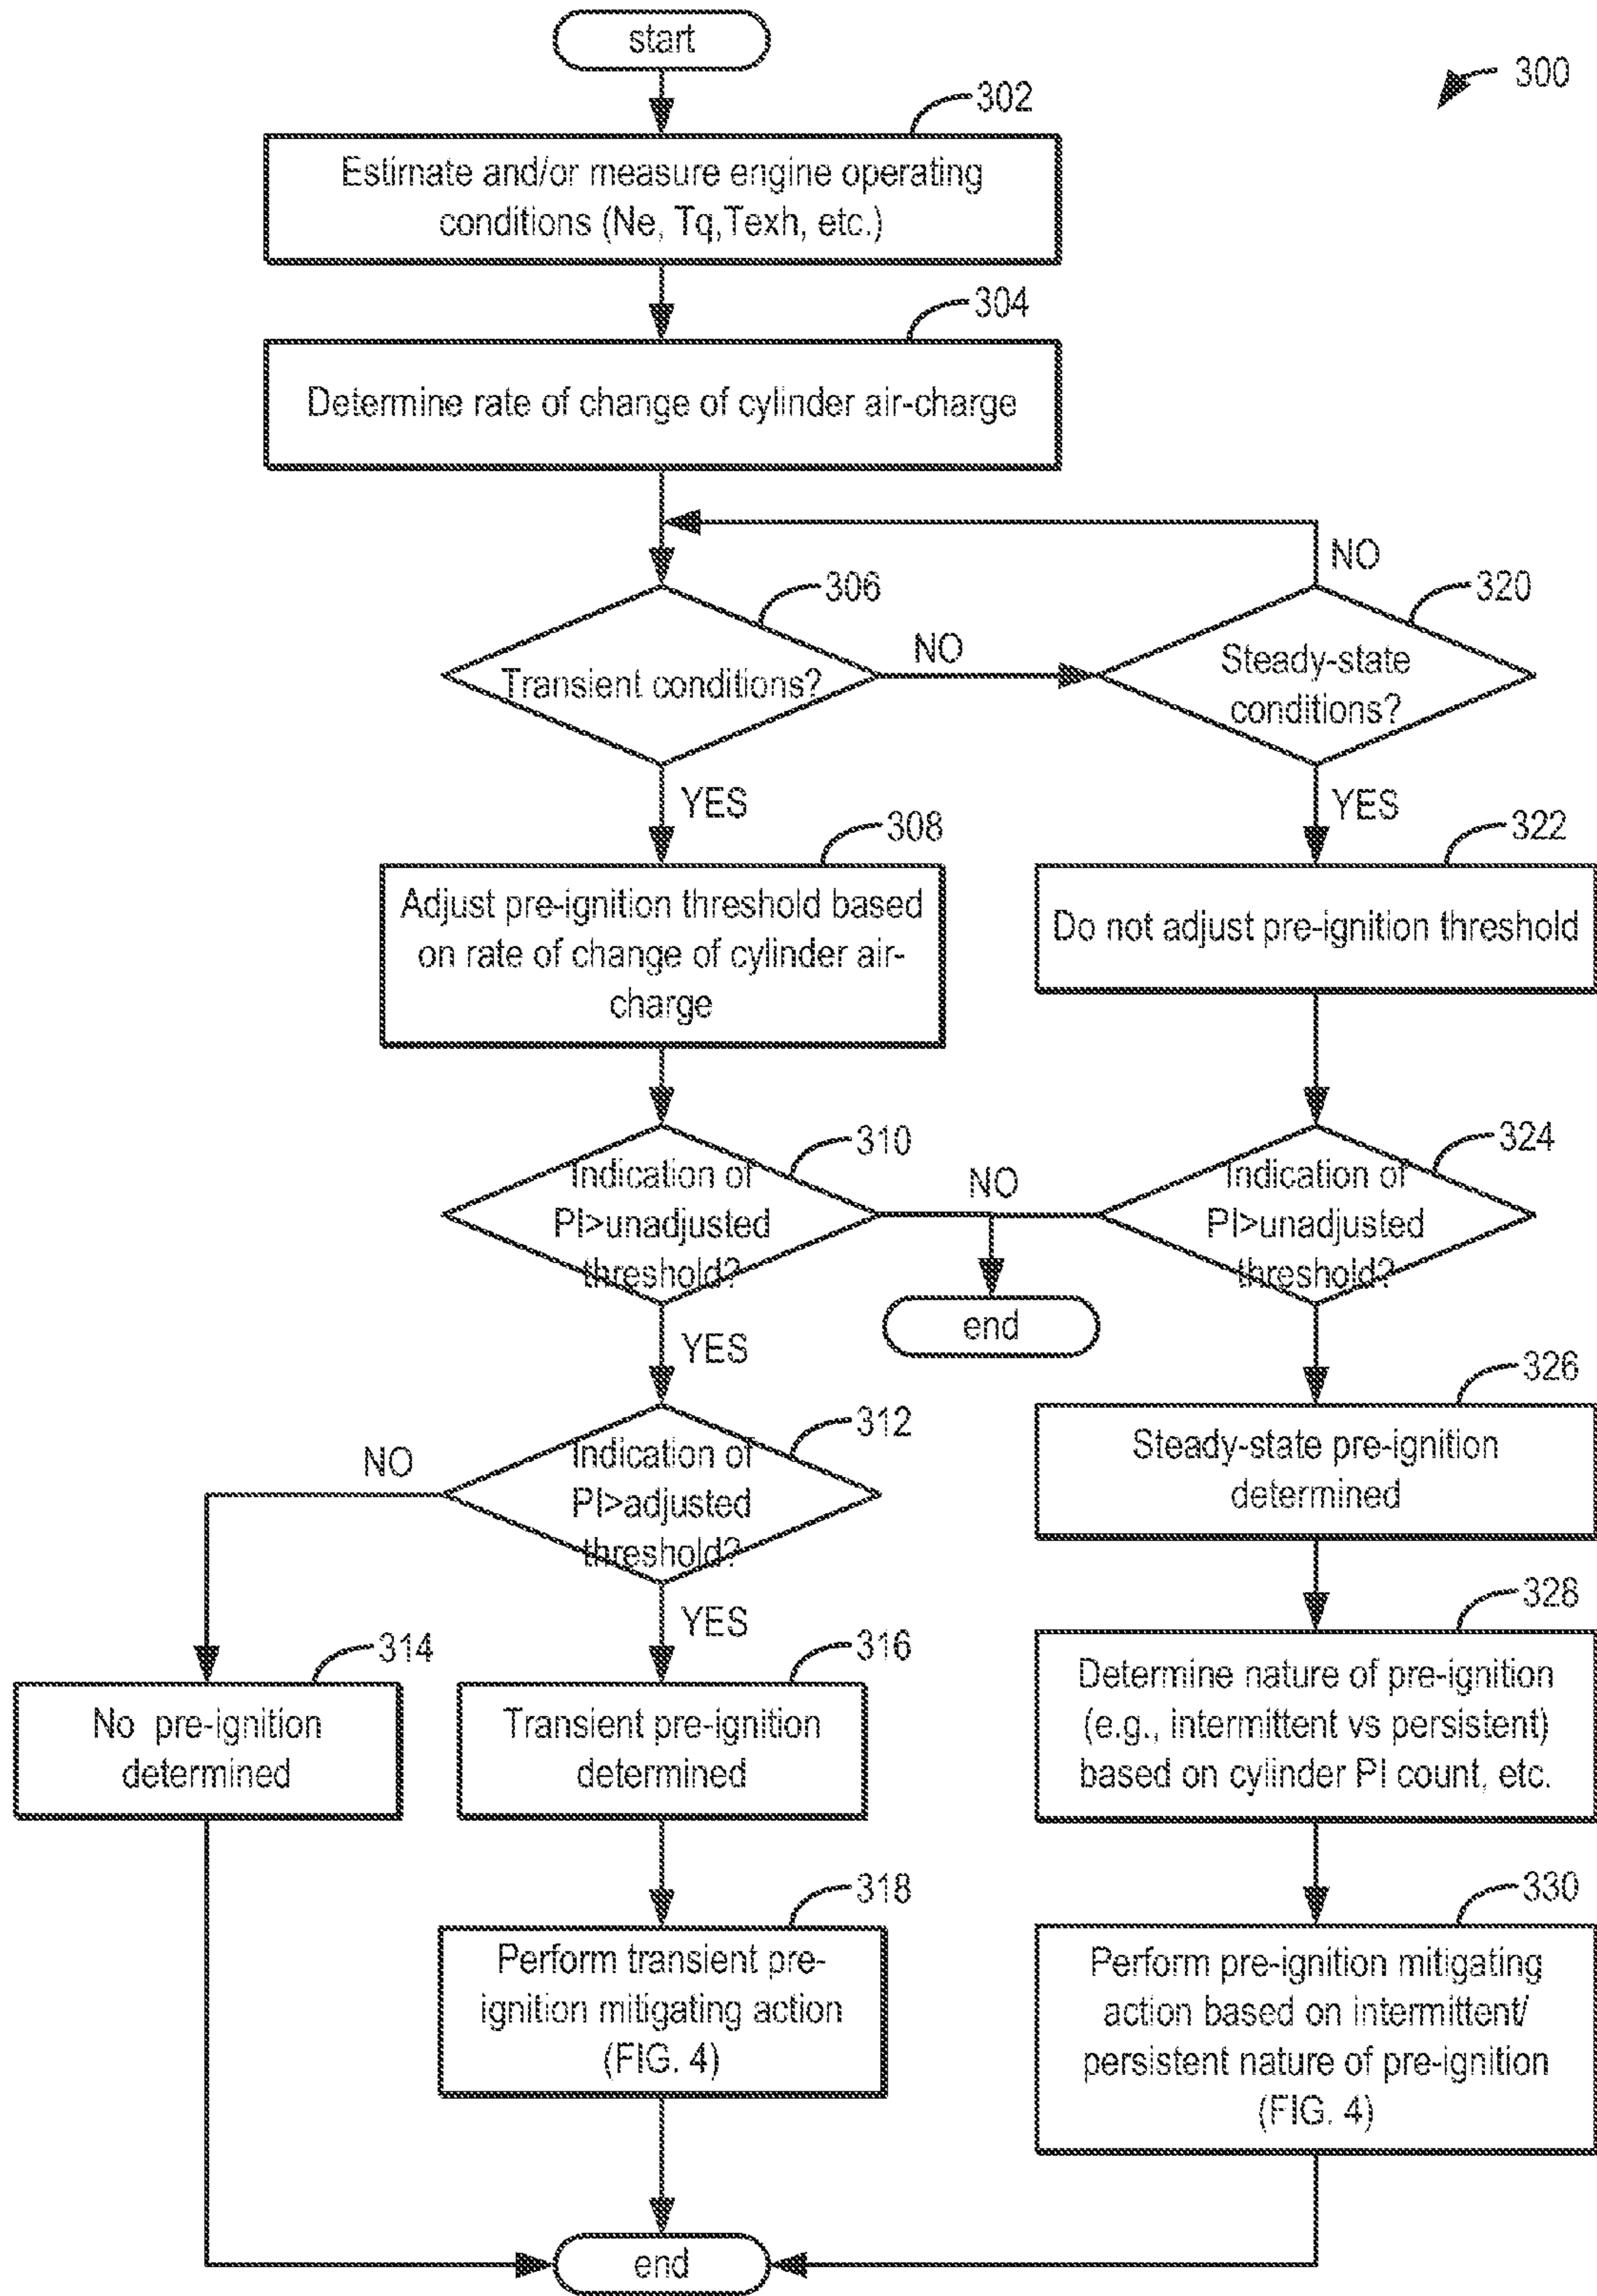 start
300
302
Estimate and/or measure engine operating
conditions (Ne, Tq,Texh, etc.)
304
Determine rate of change of cylinder air-charge
NO
306
320
Transient conditions?
NO
Steady-state
conditions?
YES
YES
308
322
Adjust pre-ignition threshold based
on rate of change of cylinder air-
charge
Do not adjust pre-ignition threshold
310
324
Indication of
PI>unadjusted
threshold?
NO
Indication of
PI>unadjusted
threshold?
end
YES
326
312
Steady-state pre-ignition
determined
NO
Indication of
PI>adjusted
threshold?
328
YES
314
316
Determine nature of pre-ignition
(e.g., intermittent vs persistent)
based on cylinder PI count, etc.
No pre-ignition
determined
Transient pre-ignition
determined
318
330
Perform transient pre-
ignition mitigating action
(FIG. 4)
Perform pre-ignition mitigating
action based on intermittent/
persistent nature of pre-ignition
(FIG. 4)
end